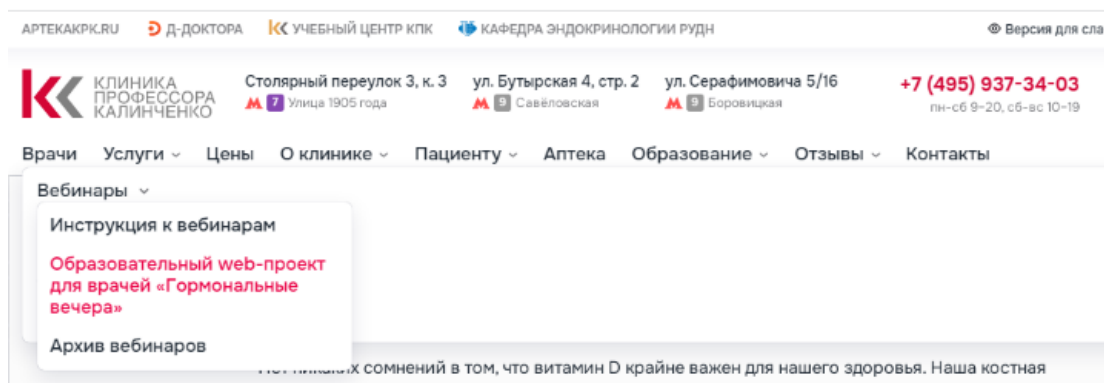 АПТЕКАКРК.RU Д-ДОКТОРА УЧЕБНЫЙ ЦЕНТР КПК КАФЕДРА ЭНДОКРИНОЛОГИИ РУДН Версия для сла
КЛИНИКА
ПРОФЕССОРА
КАЛИНЧЕНКО
Столярный переулок 3, к. 3 ул. Бутырская 4, стр. 2 ул. Серафимовича 5/16 +7 (495) 937-34-03
7 Улица 1905 года 9 Савёловская 9 Боровицкая пн-сб 9-20, сб-вс 10-19
Врачи Услуги Цены О клинике Пациенту Аптека Образование Отзывы Контакты
Вебинары
Инструкция к вебинарам
Образовательный web-проект
для врачей «Гормональные
вечера»
Архив вебинаров
сомнений в том, что витамин D крайне важен для нашего здоровья. Наша костная